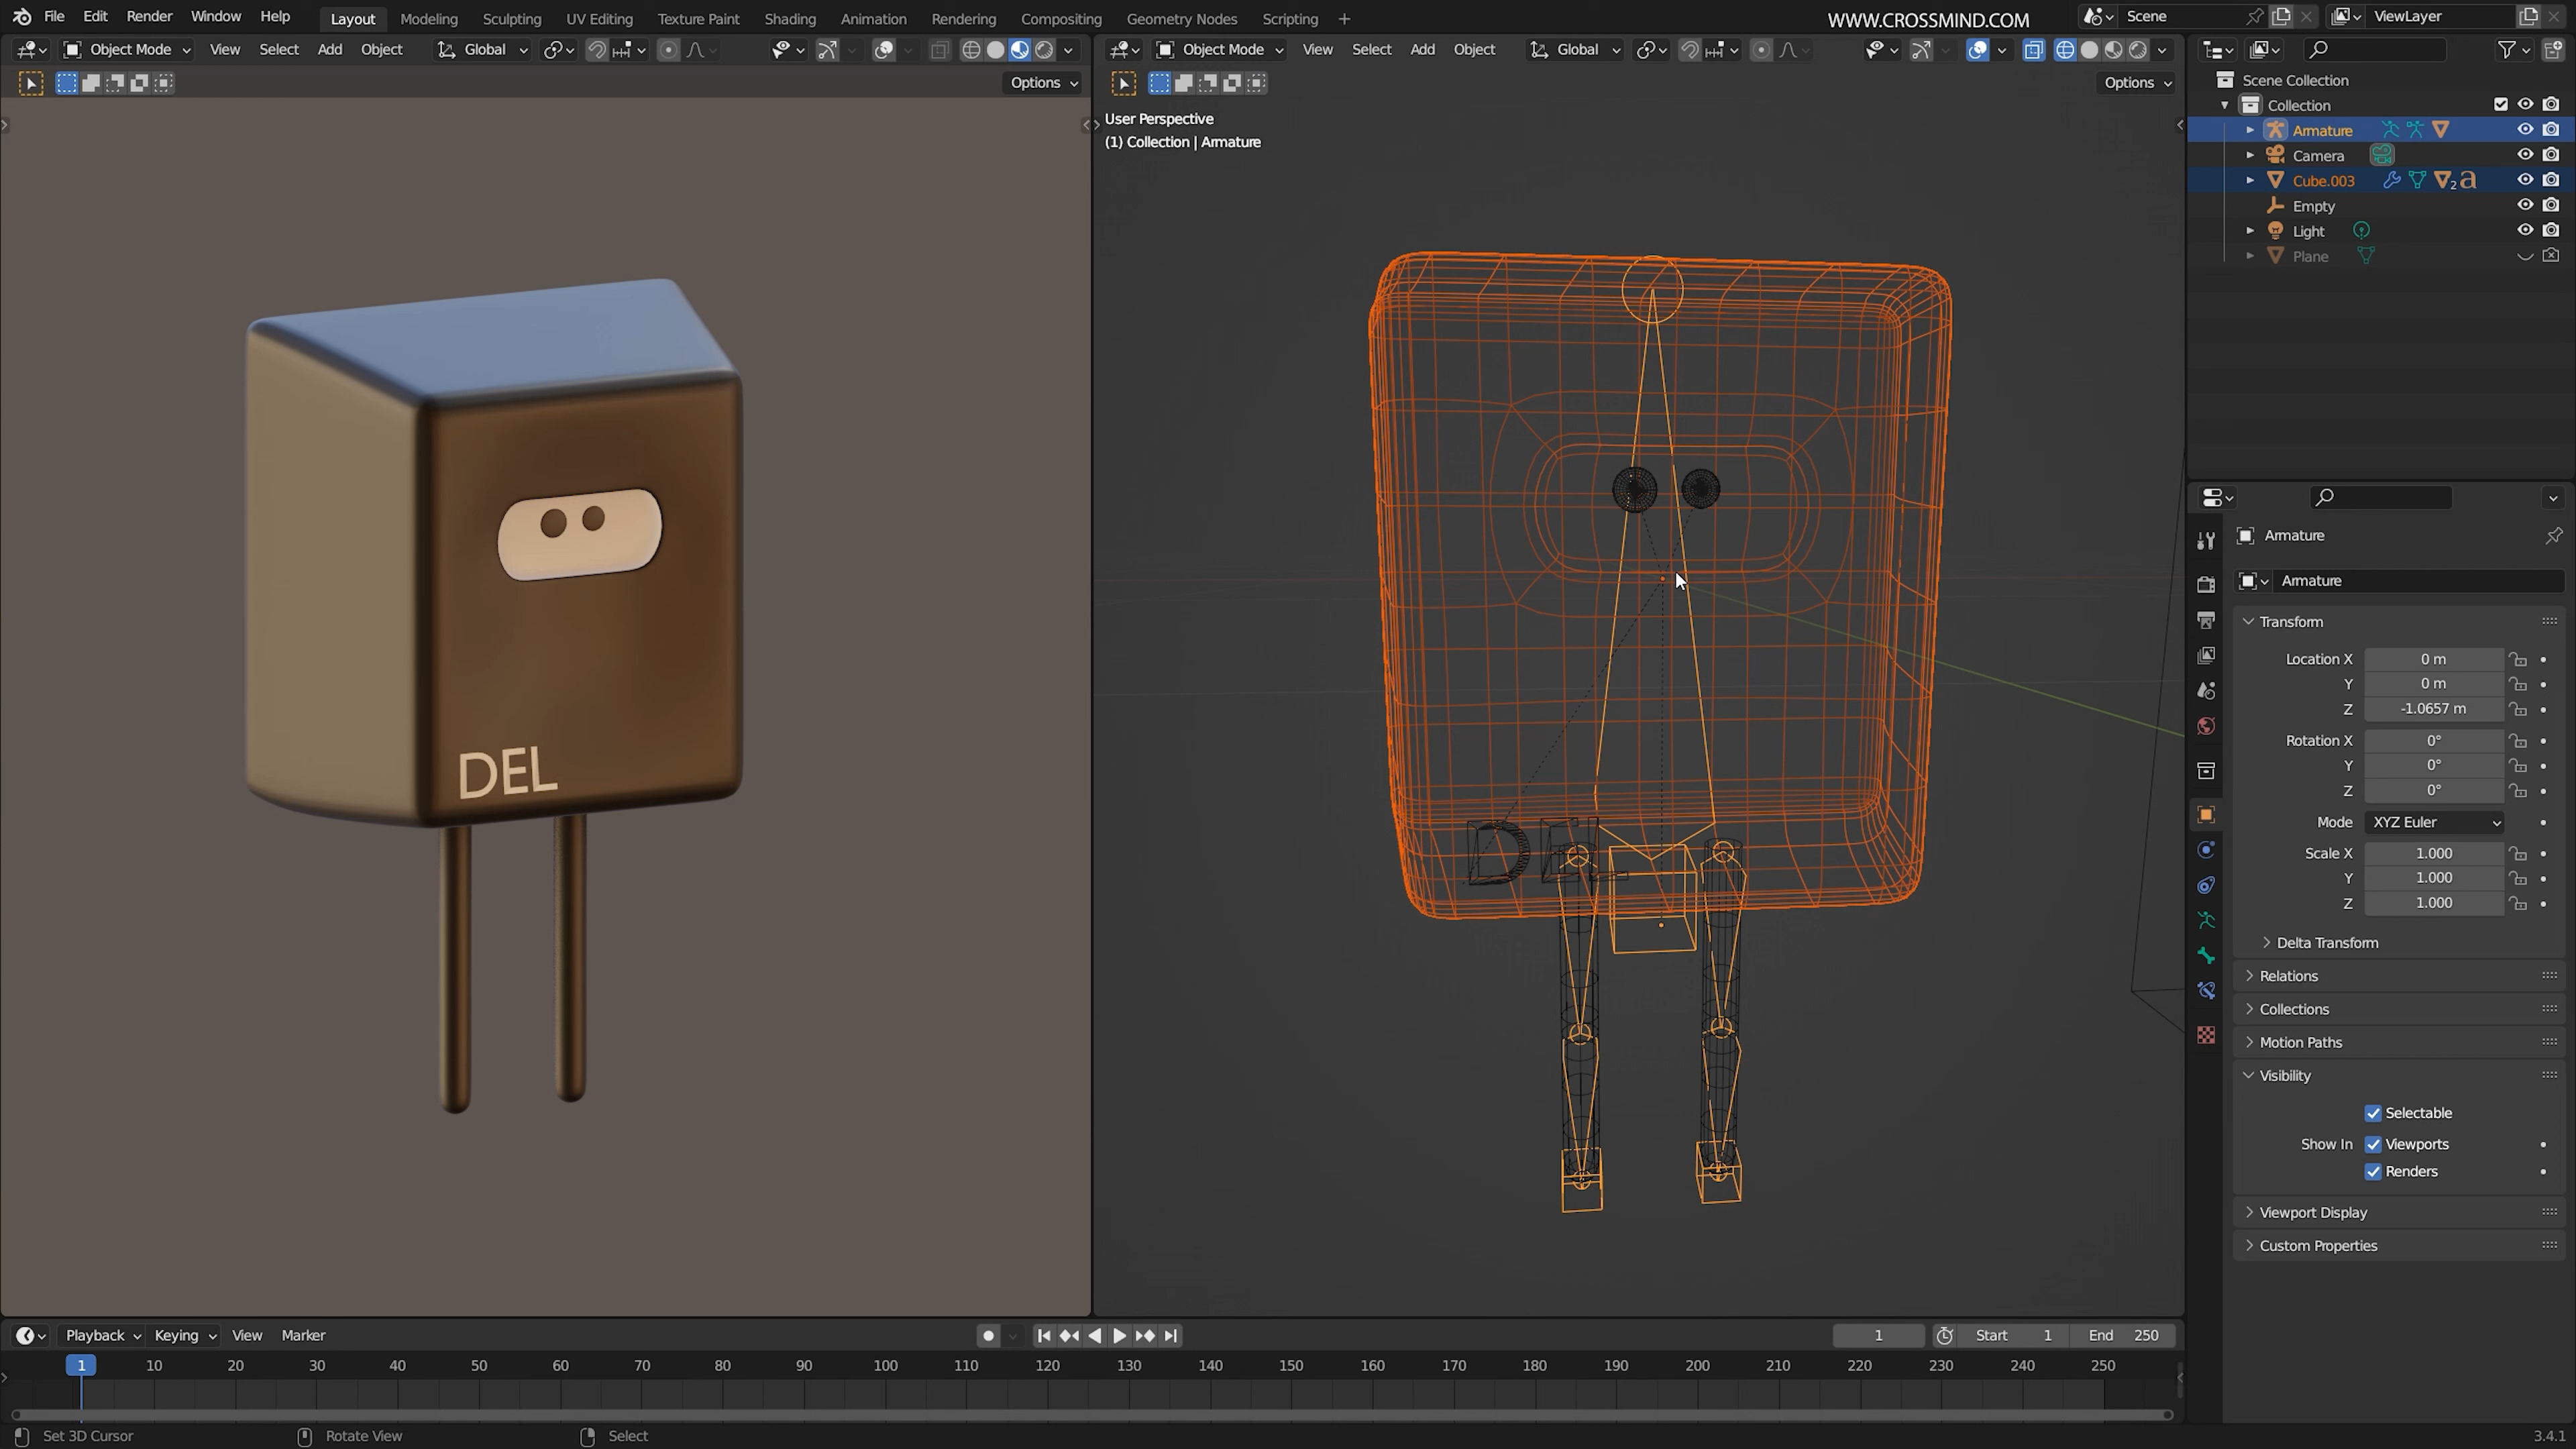 File Edit Render Window Help Layout Modeling Sculpting UV Editing Texture Paint Shading Animation Rendering Compositing Geometry Nodes Scripting + WWW.CROSSMIND.COM Scene ViewLayer
Object Mode View Select Add Object Global
Object Mode View Select Add Object Global
Options
Options
User Perspective
(1) Collection | Armature
DEL
DEL
Scene Collection
Collection
Armature
Camera
Cube.003 2
Empty
Light
Plane
Armature
Armature
Transform
Location X 0 m
Y 0 m
Z -1.0657 m
Rotation X 0°
Y 0°
Z 0°
Mode XYZ Euler
Scale X 1.000
Y 1.000
Z 1.000
Delta Transform
Relations
Collections
Motion Paths
Visibility
Selectable
Show In Viewports
Renders
Viewport Display
Custom Properties
Playback Keying View Marker 1 Start 1 End 250
1 10 20 30 40 50 60 70 80 90 100 110 120 130 140 150 160 170 180 190 200 210 220 230 240 250
Set 3D Cursor Rotate View Select 3.4.1